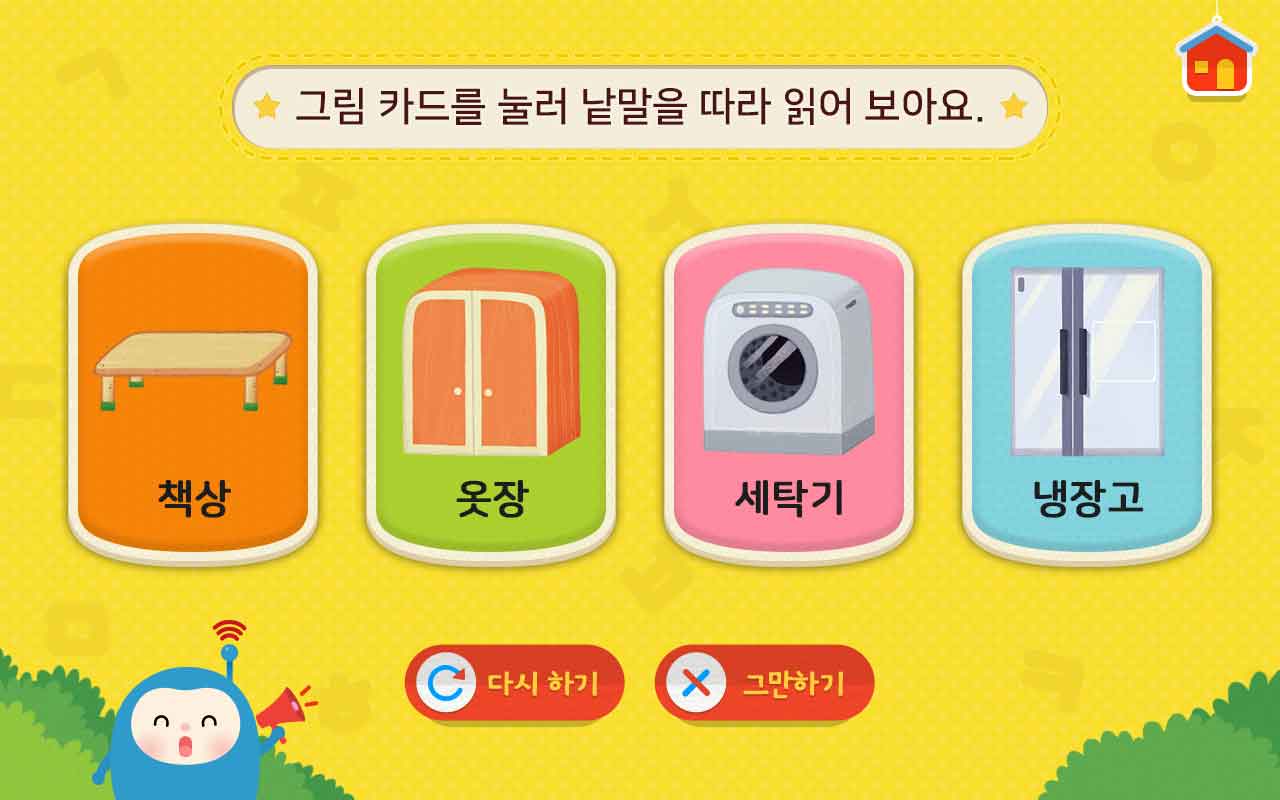 그림 카드를 눌러 낱말을 따라 읽어 보아요.
책상
옷장
세탁기
냉장고
다시 하기
그만하기